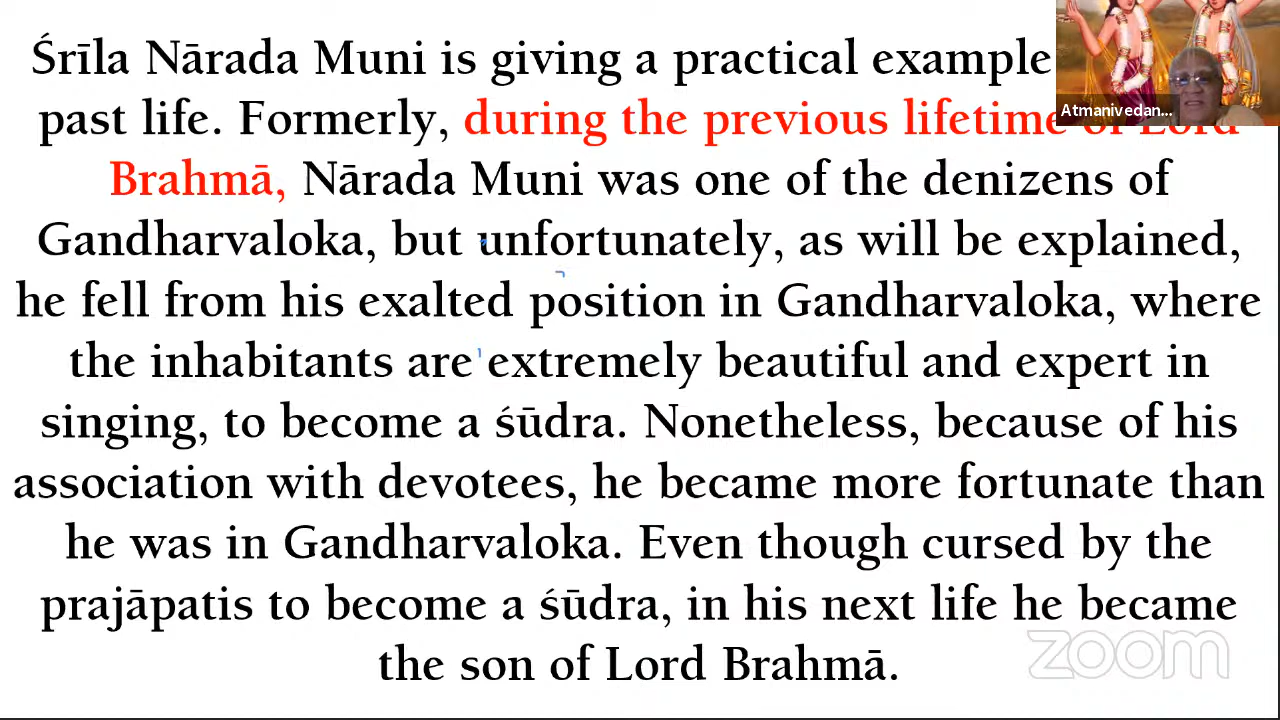 Śrīla Nārada Muni is giving a practical example
past life. Formerly, during the previous lifetime of Lord
Brahmā, Nārada Muni was one of the denizens of
Gandharvaloka, but unfortunately, as will be explained,
he fell from his exalted position in Gandharvaloka, where
the inhabitants are extremely beautiful and expert in
singing, to become a śūdra. Nonetheless, because of his
association with devotees, he became more fortunate than
he was in Gandharvaloka. Even though cursed by the
prajāpatis to become a śūdra, in his next life he became
the son of Lord Brahmā.
Atmanivedan...
zoom